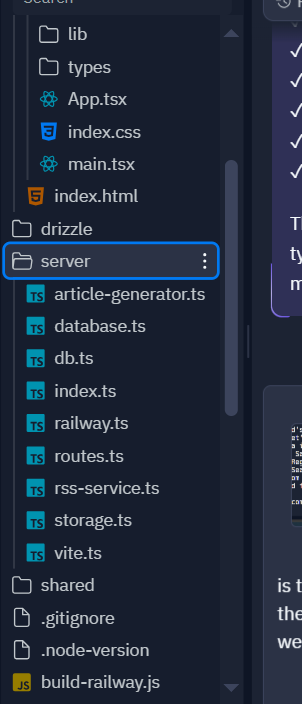 Search
lib
types
App.tsx
index.css
main.tsx
index.html
drizzle
server
TS article-generator.ts
TS database.ts
TS db.ts
TS index.ts
TS railway.ts
TS routes.ts
TS rss-service.ts
TS storage.ts
TS vite.ts
shared
.gitignore
.node-version
JS build-railway.js
is t
the
we